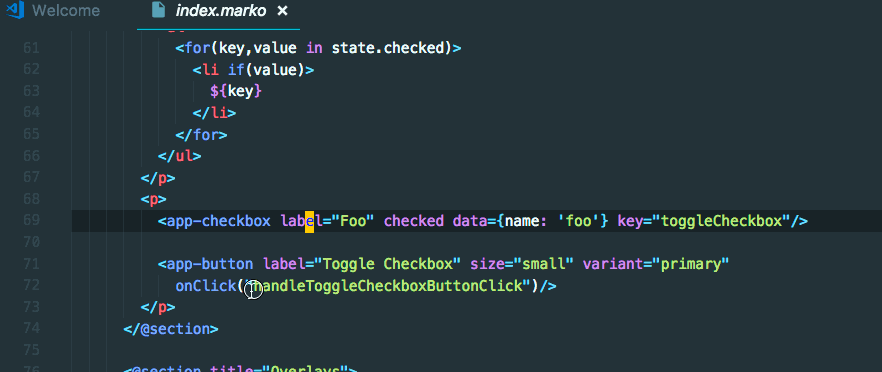 Welcome
index.marko ×
61 <for(key,value in state.checked)>
62 <li if(value)>
63 ${key}
64 </li>
65 </for>
66 </ul>
67 </p>
68 <p>
69 <app-checkbox label="Foo" checked data={name: 'foo'} key="toggleCheckbox"/>
70
71 <app-button label="Toggle Checkbox" size="small" variant="primary"
72 onClick("handleToggleCheckboxButtonClick")/>
73 </p>
74 </@section>
75
76 <@section title="Overlays">